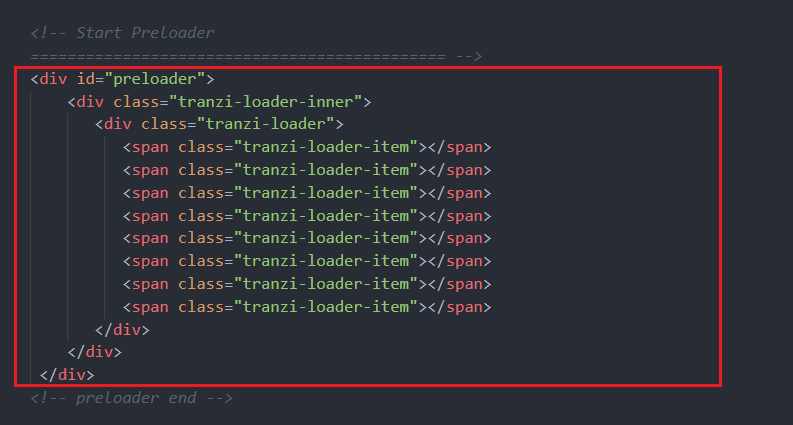 <!-- Start Preloader
============================================= -->
<div id="preloader">
<div class="tranzi-loader-inner">
<div class="tranzi-loader">
<span class="tranzi-loader-item"></span>
<span class="tranzi-loader-item"></span>
<span class="tranzi-loader-item"></span>
<span class="tranzi-loader-item"></span>
<span class="tranzi-loader-item"></span>
<span class="tranzi-loader-item"></span>
<span class="tranzi-loader-item"></span>
<span class="tranzi-loader-item"></span>
</div>
</div>
</div>
<!-- preloader end -->